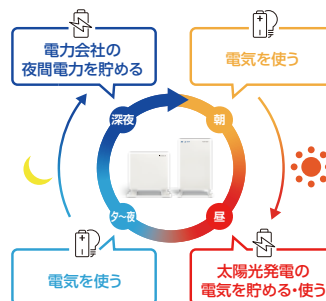 電力会社の
夜間電力を貯める
電気を使う
深夜
朝
夕〜夜
昼
電気を使う
太陽光発電の
電気を貯める・使う